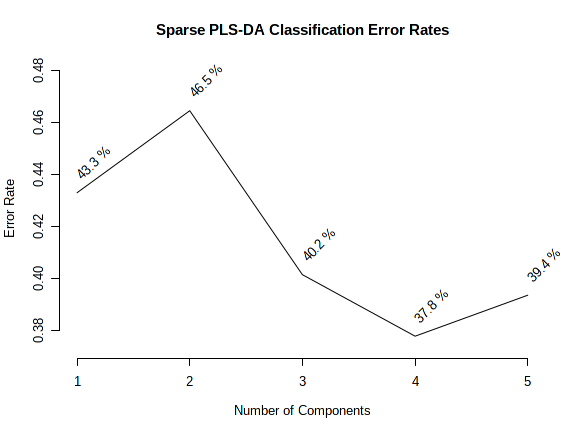 Sparse PLS-DA Classification Error Rates
0.48
0.46
0.44
0.42
0.40
0.38
Error Rate
43.3 %
46.5 %
40.2 %
37.8 %
39.4 %
1 2 3 4 5
Number of Components